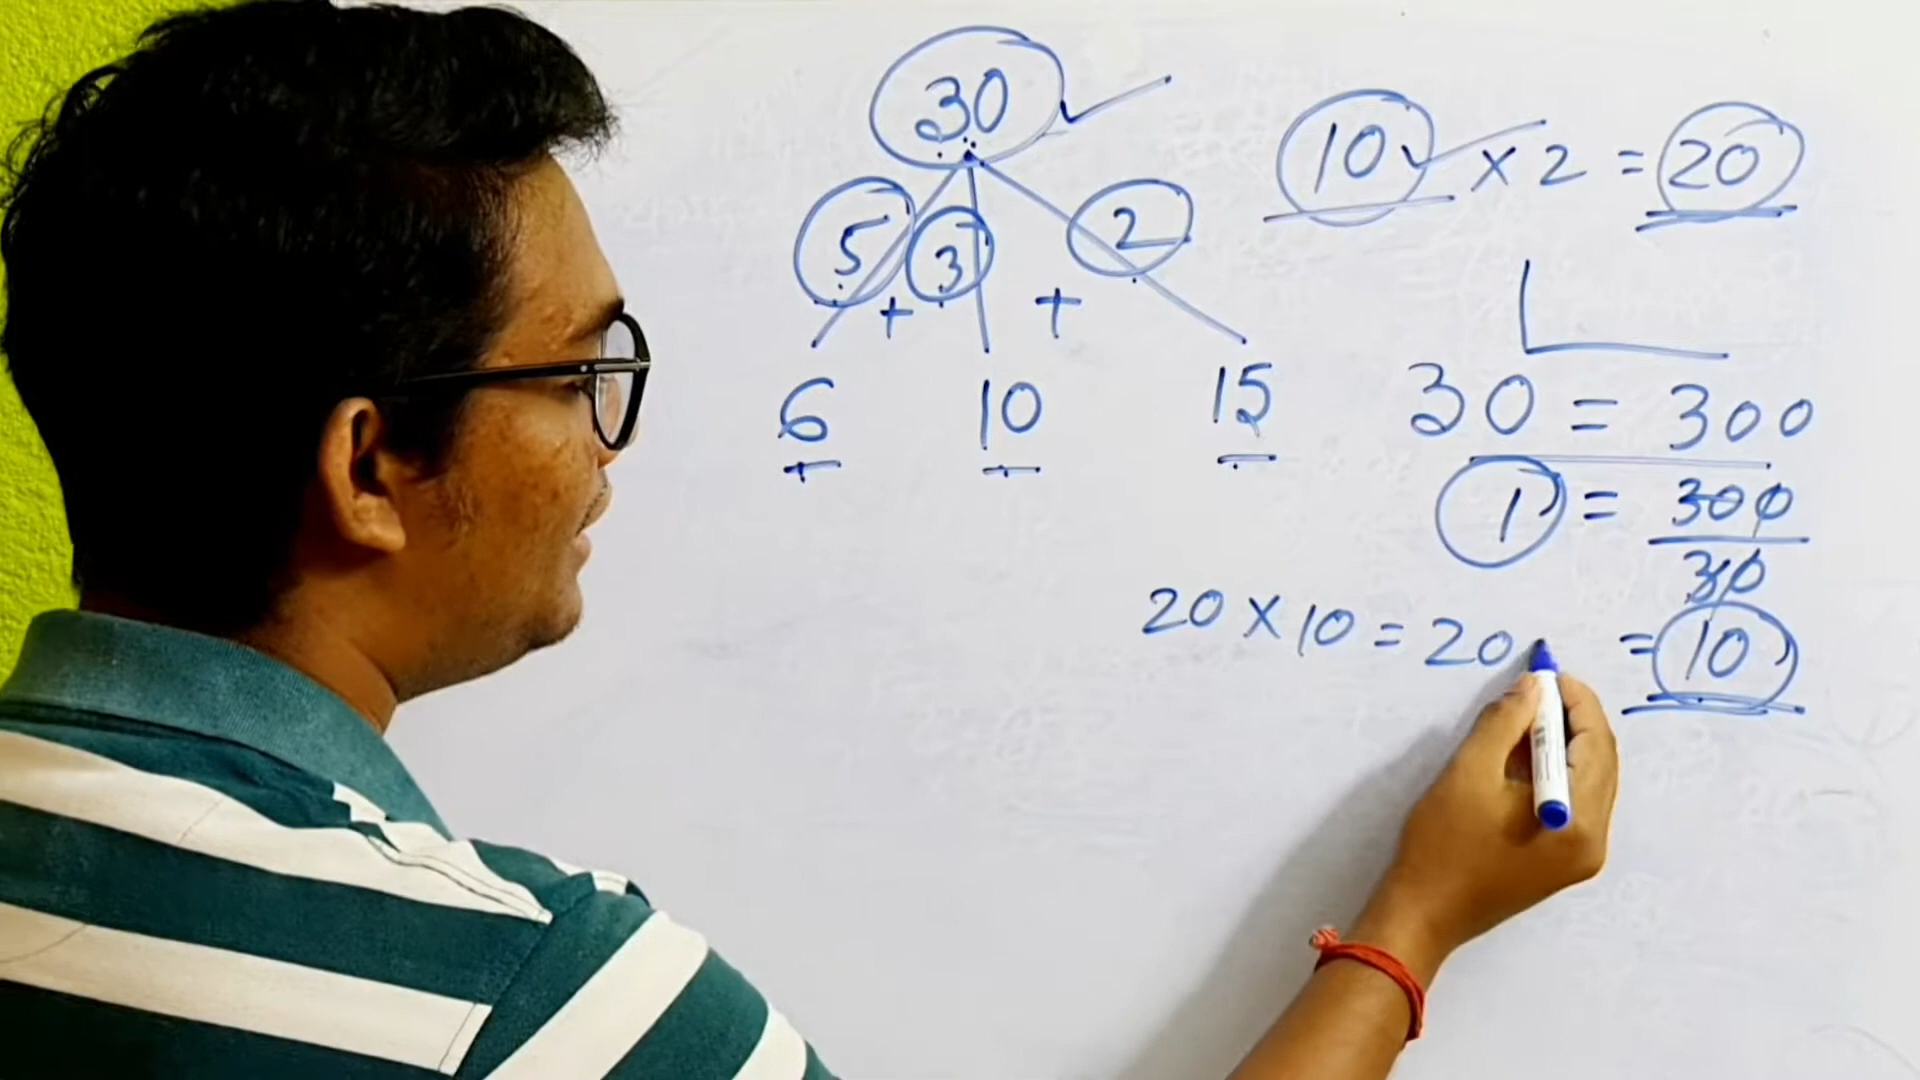 30
5 3 2
+ +
6 10 15
10 × 2 = 20
30 = 300
1 = 300
30
= 10
20 × 10 = 20